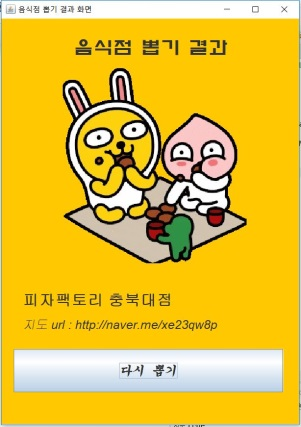 음식점 뽑기 결과 화면
음식점 뽑기 결과
피자팩토리 충북대점
지도 url : http://naver.me/xe23qw8p
다시 뽑기